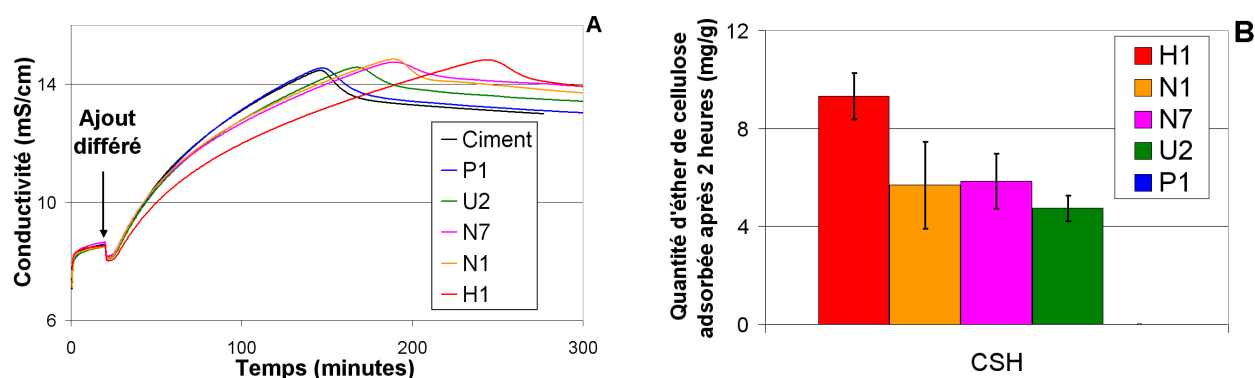 A
Conductivité (mS/cm)
14
10
6
Ajout
différé
Ciment
P1
U2
N7
N1
H1
0
100
200
300
Temps (minutes)
B
Quantité d'éther de cellulose
adsorbée après 2 heures (mg/g)
12
8
4
0
H1
N1
N7
U2
P1
CSH